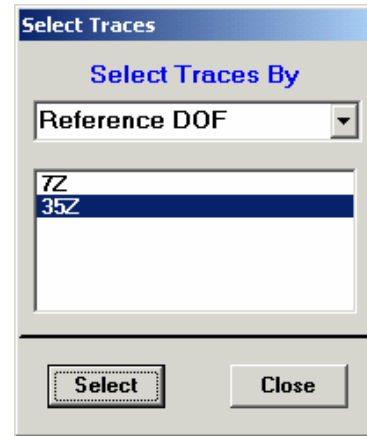 Select Traces
Select Traces By
Reference DOF
7Z
35Z
Select Close